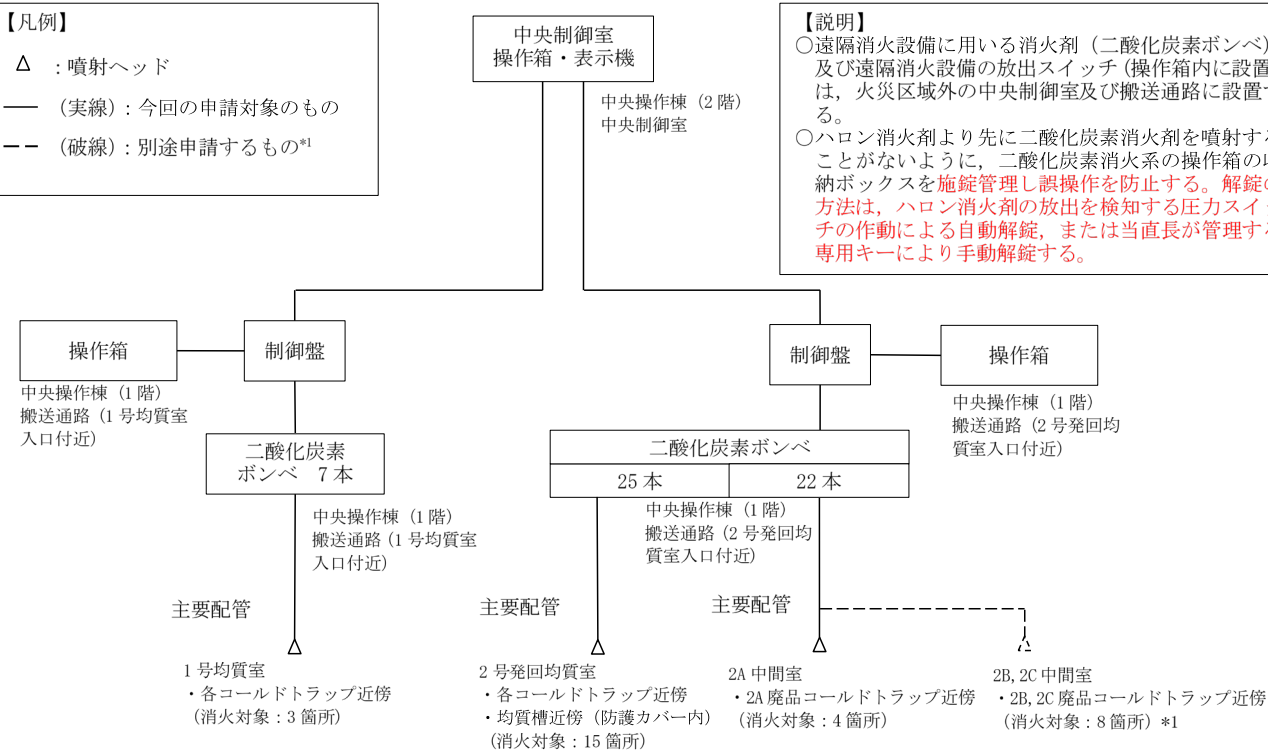 【凡例】
△ ：噴射ヘッド
── （実線）：今回の申請対象のもの
－－ （破線）：別途申請するもの*1
中央制御室
操作箱・表示機
中央操作棟（2階）
中央制御室
【説明】
○遠隔消火設備に用いる消火剤（二酸化炭素ボンベ）
及び遠隔消火設備の放出スイッチ（操作箱内に設置
は，火災区域外の中央制御室及び搬送通路に設置
る。
○ハロン消火剤より先に二酸化炭素消火剤を噴射する
ことがないように，二酸化炭素消火系の操作箱の
納ボックスを施錠管理し誤操作を防止する。解錠の
方法は，ハロン消火剤の放出を検知する圧力スイッ
チの作動による自動解錠，または当直長が管理する
専用キーにより手動解錠する。
操作箱
制御盤
中央操作棟（1階）
搬送通路（1号均質室
入口付近）
制御盤
操作箱
中央操作棟（1階）
搬送通路（2号発回均
質室入口付近）
二酸化炭素
ボンベ　7本
中央操作棟（1階）
搬送通路（1号均質室
入口付近）
二酸化炭素ボンベ
25本
22本
中央操作棟（1階）
搬送通路（2号発回均
質室入口付近）
主要配管
主要配管
主要配管
1号均質室
・各コールドトラップ近傍
（消火対象：3箇所）
2号発回均質室
・各コールドトラップ近傍
・均質槽近傍（防護カバー内）
（消火対象：15箇所）
2A中間室
・2A廃品コールドトラップ近傍
（消火対象：4箇所）
2B,2C中間室
・2B,2C廃品コールドトラップ近傍
（消火対象：8箇所）*1